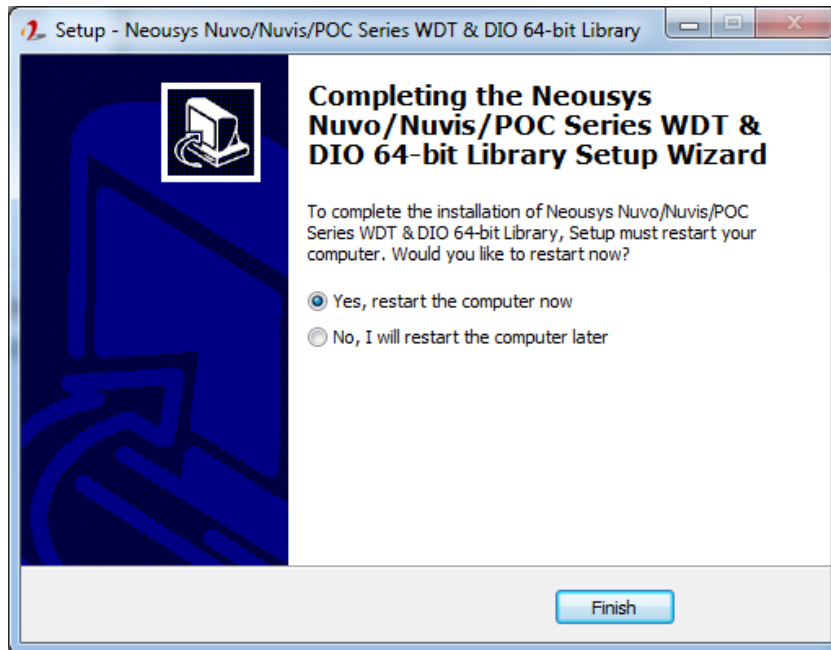 Setup - Neousys Nuvo/Nuvis/POC Series WDT & DIO 64-bit Library
Completing the Neousys
Nuvo/Nuvis/POC Series WDT &
DIO 64-bit Library Setup Wizard
To complete the installation of Neousys Nuvo/Nuvis/POC
Series WDT & DIO 64-bit Library, Setup must restart your
computer. Would you like to restart now?
Yes, restart the computer now
No, I will restart the computer later
Finish